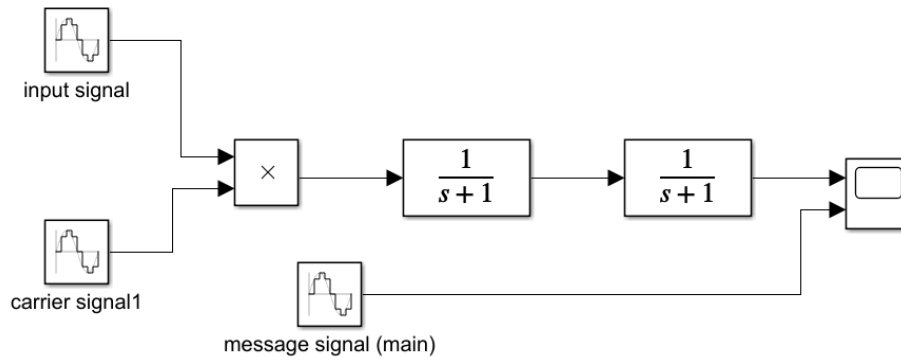 input signal
×
1
s + 1
1
s + 1
carrier signal1
message signal (main)